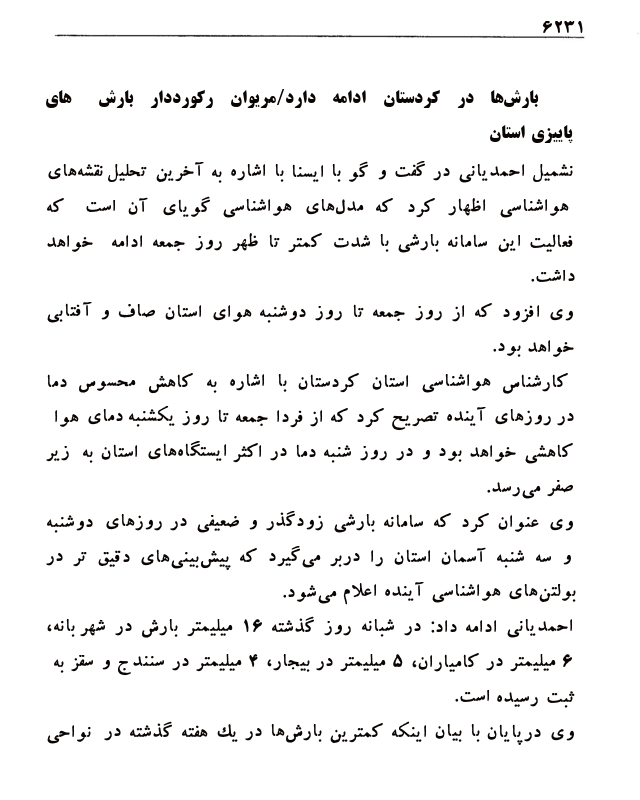 ۶۲۳۱
بارش‌ها در کردستان ادامه دارد/مریوان رکورددار بارش های
پاییزی استان
نشمیل احمدیانی در گفت و گو با ایسنا با اشاره به آخرین تحلیل نقشه‌های
هواشناسی اظهار کرد که مدل‌های هواشناسی گویای آن است که
فعالیت این سامانه بارشی با شدت کمتر تا ظهر روز جمعه ادامه خواهد
داشت.
وی افزود که از روز جمعه تا روز دوشنبه هوای استان صاف و آفتابی
خواهد بود.
کارشناس هواشناسی استان کردستان با اشاره به کاهش محسوس دما
در روزهای آینده تصریح کرد که از فردا جمعه تا روز یکشنبه دمای هوا
کاهشی خواهد بود و در روز شنبه دما در اکثر ایستگاه‌های استان به زیر
صفر می‌رسد.
وی عنوان کرد که سامانه بارشی زودگذر و ضعیفی در روزهای دوشنبه
و سه شنبه آسمان استان را دربر می‌گیرد که پیش‌بینی‌های دقیق تر در
بولتن‌های هواشناسی آینده اعلام می‌شود.
احمدیانی ادامه داد: در شبانه روز گذشته ۱۶ میلیمتر بارش در شهر بانه،
۶ میلیمتر در کامیاران، ۵ میلیمتر در بیجار، ۴ میلیمتر در سنندج و سقز به
ثبت رسیده است.
وی درپایان با بیان اینکه کمترین بارش‌ها در یك هفته گذشته در نواحی